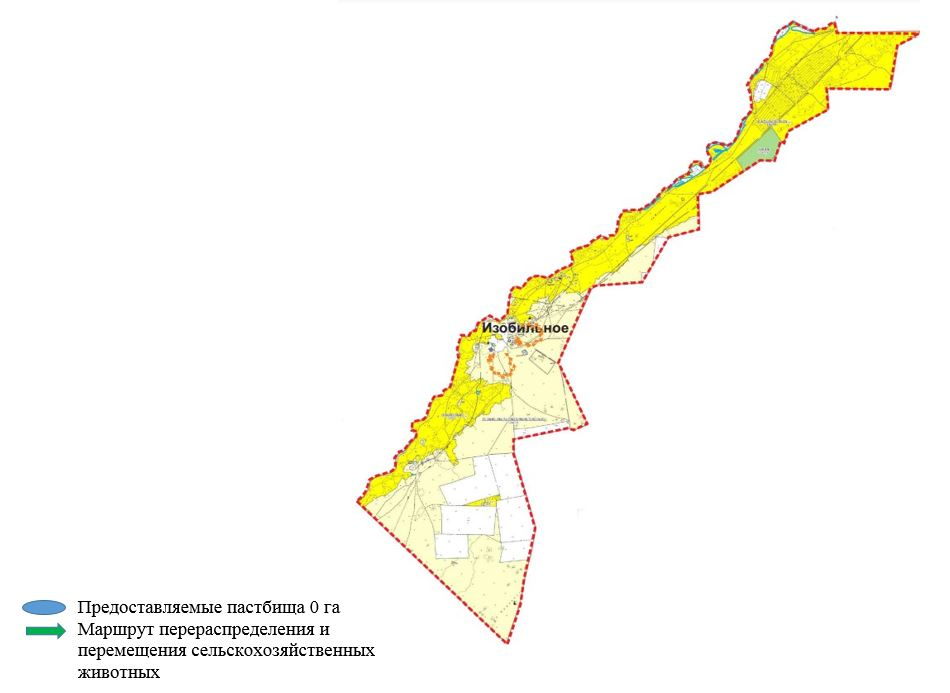 Изобильное
Предоставляемые пастбища 0 га
Маршрут перераспределения и
перемещения сельскохозяйственных
животных